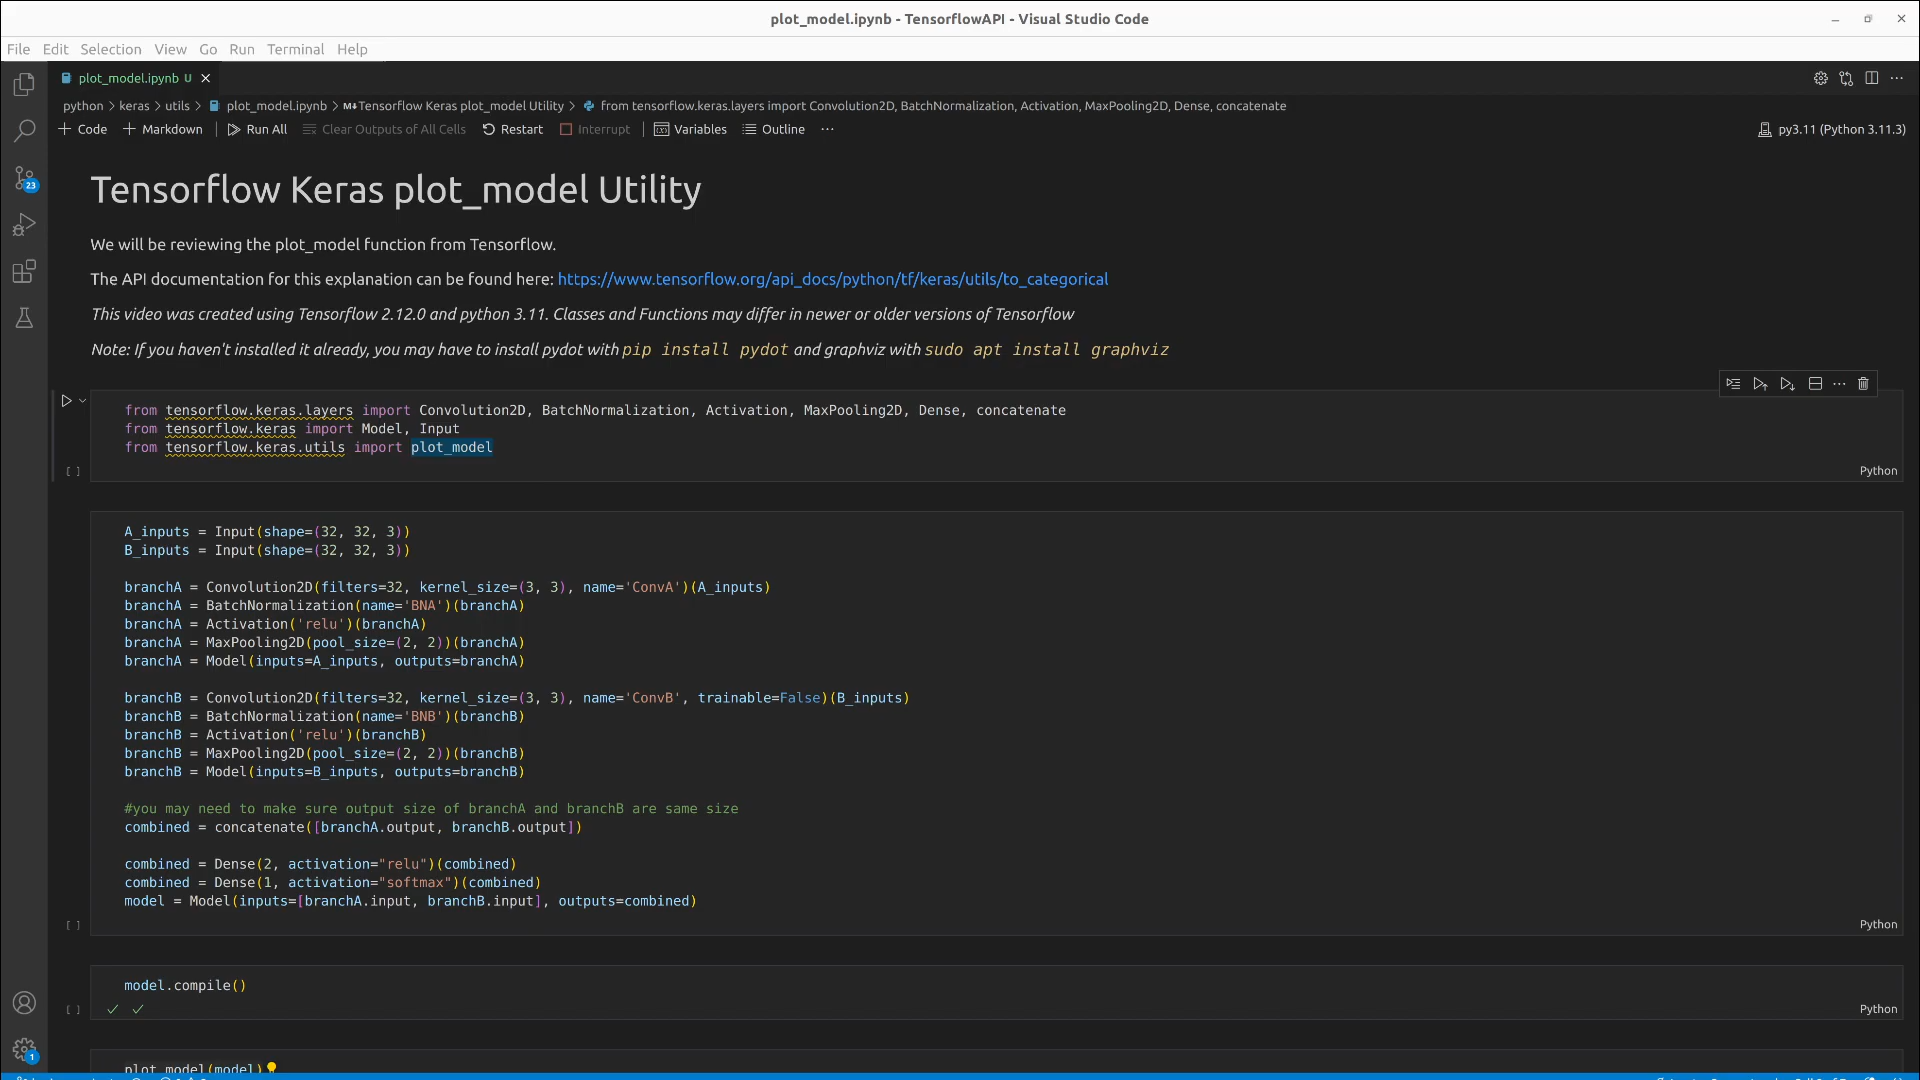 plot_model.ipynb - TensorflowAPI - Visual Studio Code
File Edit Selection View Go Run Terminal Help
plot_model.ipynb U
python > keras > utils > plot_model.ipynb > M↓Tensorflow Keras plot_model Utility > from tensorflow.keras.layers import Convolution2D, BatchNormalization, Activation, MaxPooling2D, Dense, concatenate
+ Code + Markdown Run All Clear Outputs of All Cells Restart Interrupt Variables Outline ··· py3.11 (Python 3.11.3)
23
Tensorflow Keras plot_model Utility
We will be reviewing the plot_model function from Tensorflow.
The API documentation for this explanation can be found here: https://www.tensorflow.org/api_docs/python/tf/keras/utils/to_categorical
This video was created using Tensorflow 2.12.0 and python 3.11. Classes and Functions may differ in newer or older versions of Tensorflow
Note: If you haven't installed it already, you may have to install pydot with pip install pydot and graphviz with sudo apt install graphviz
from tensorflow.keras.layers import Convolution2D, BatchNormalization, Activation, MaxPooling2D, Dense, concatenate
from tensorflow.keras import Model, Input
from tensorflow.keras.utils import plot_model
[ ]
Python
A_inputs = Input(shape=(32, 32, 3))
B_inputs = Input(shape=(32, 32, 3))
branchA = Convolution2D(filters=32, kernel_size=(3, 3), name='ConvA')(A_inputs)
branchA = BatchNormalization(name='BNA')(branchA)
branchA = Activation('relu')(branchA)
branchA = MaxPooling2D(pool_size=(2, 2))(branchA)
branchA = Model(inputs=A_inputs, outputs=branchA)
branchB = Convolution2D(filters=32, kernel_size=(3, 3), name='ConvB', trainable=False)(B_inputs)
branchB = BatchNormalization(name='BNB')(branchB)
branchB = Activation('relu')(branchB)
branchB = MaxPooling2D(pool_size=(2, 2))(branchB)
branchB = Model(inputs=B_inputs, outputs=branchB)
#you may need to make sure output size of branchA and branchB are same size
combined = concatenate([branchA.output, branchB.output])
combined = Dense(2, activation="relu")(combined)
combined = Dense(1, activation="softmax")(combined)
model = Model(inputs=[branchA.input, branchB.input], outputs=combined)
[ ]
Python
model.compile()
[ ]
Python
1
plot_model(model)